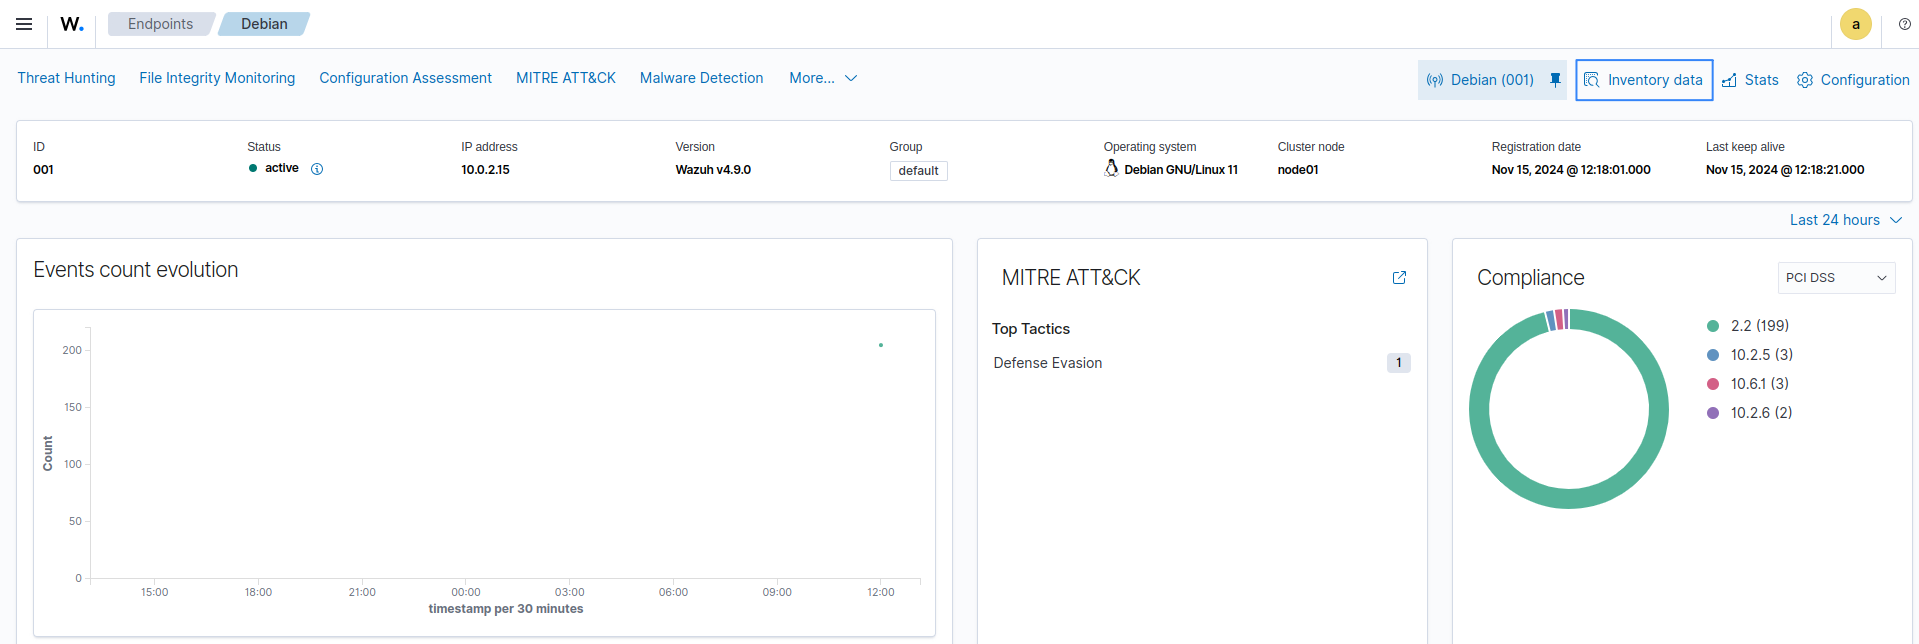 W.
Endpoints
Debian
a
Threat Hunting
File Integrity Monitoring
Configuration Assessment
MITRE ATT&CK
Malware Detection
More...
Debian (001)
Inventory data
Stats
Configuration
ID
Status
IP address
Version
Group
Operating system
Cluster node
Registration date
Last keep alive
001
active
10.0.2.15
Wazuh v4.9.0
default
Debian GNU/Linux 11
node01
Nov 15, 2024 @ 12:18:01.000
Nov 15, 2024 @ 12:18:21.000
Last 24 hours
Events count evolution
Count
200
150
100
50
0
15:00
18:00
21:00
00:00
03:00
06:00
09:00
12:00
timestamp per 30 minutes
MITRE ATT&CK
Top Tactics
Defense Evasion
1
Compliance
PCI DSS
2.2 (199)
10.2.5 (3)
10.6.1 (3)
10.2.6 (2)